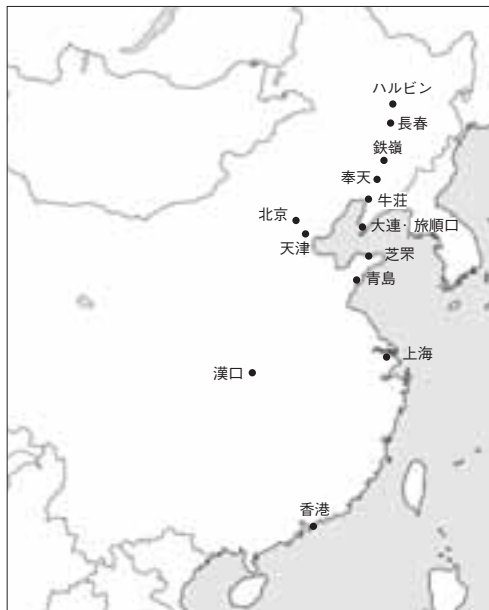 ハルビン
長春
鉄嶺
奉天
牛荘
北京
大連・旅順口
天津
芝罘
青島
上海
漢口
香港